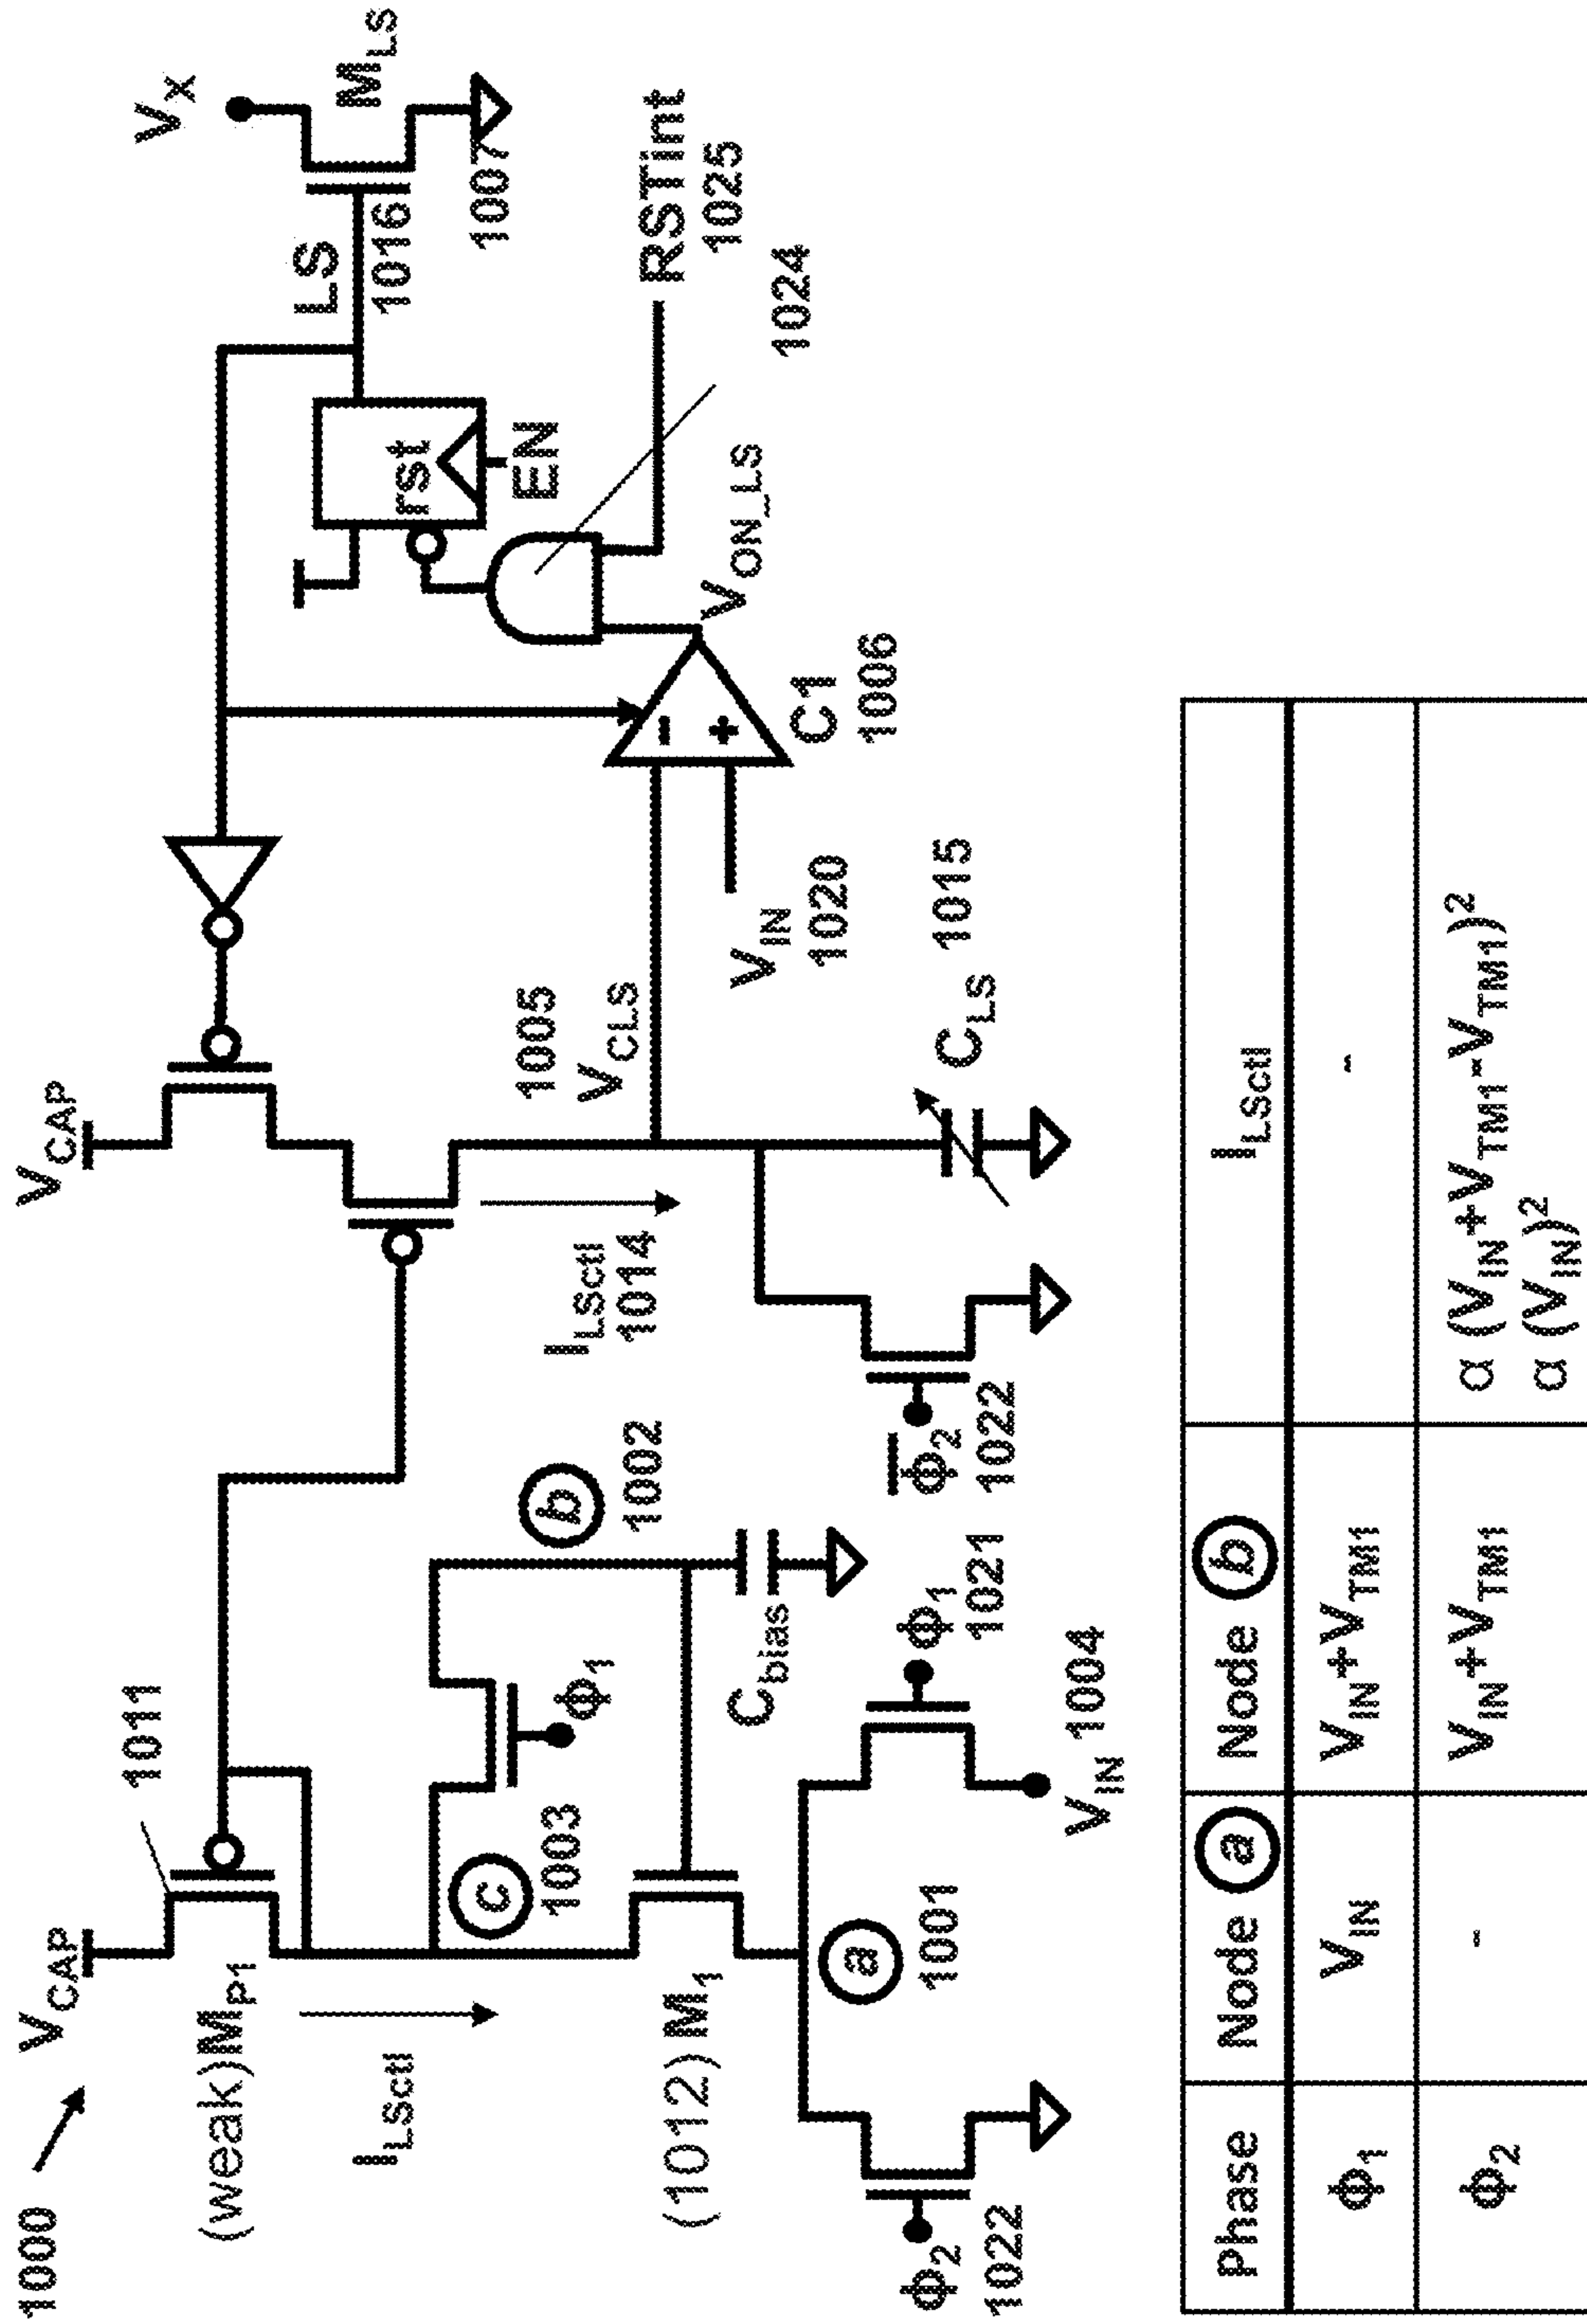 1000
V_CAP
(weak)M_P1
1011
I_LSctl
c
1003
Φ_1
b
1002
(1012) M_1
C_bias
a
1001
Φ_2
1022
Φ_1
1021
V_IN 1004
V_CAP
I_LSctl
1014
1005
V_CLS
Φ_2
1022
C_LS 1015
V_IN
1020
C1
1006
V_ON_LS
1024
RSTint
1025
rst
EN
LS
1016
V_X
M_LS
1007
Phase Node a Node b I_LSctl
Φ_1 V_IN V_IN+V_TM1 -
Φ_2 - V_IN+V_TM1 α (V_IN+V_TM1-V_TM1)²
α (V_IN)²